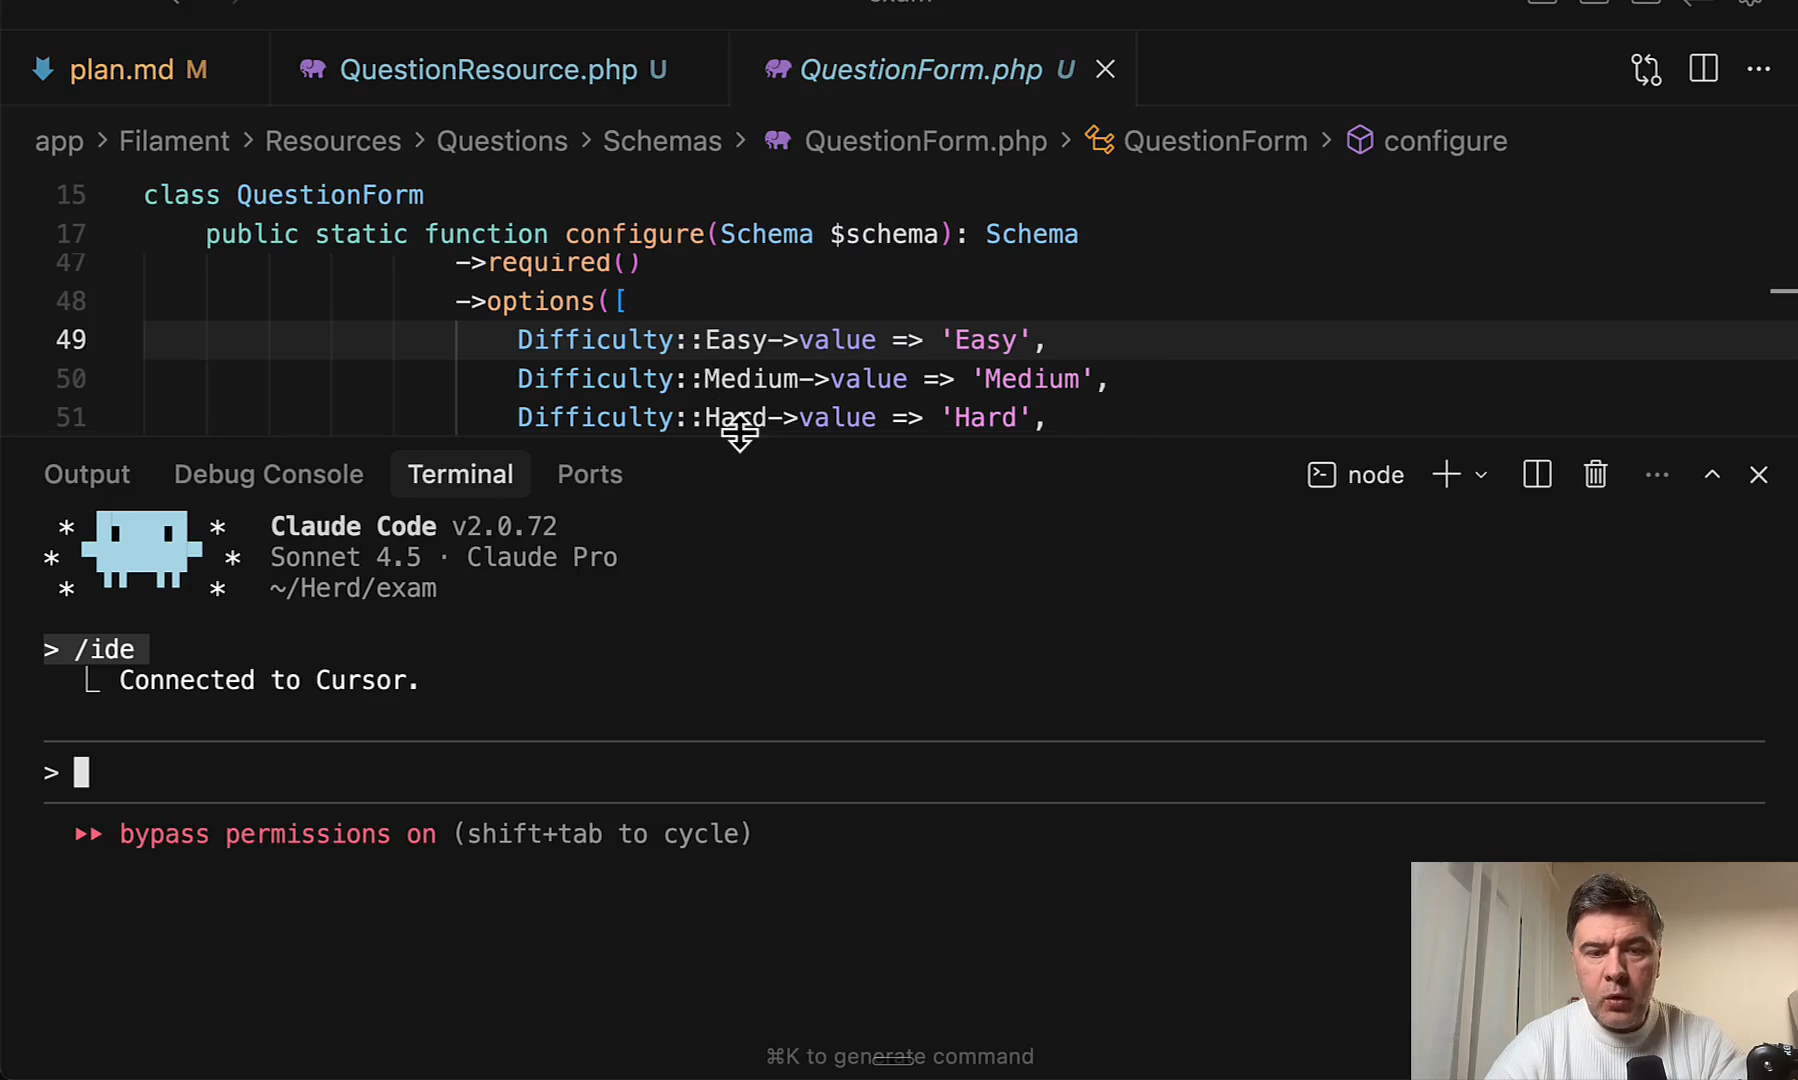 plan.md M
QuestionResource.php U
QuestionForm.php U
app > Filament > Resources > Questions > Schemas > QuestionForm.php > QuestionForm > configure
15 class QuestionForm
17 public static function configure(Schema $schema): Schema
47 ->required()
48 ->options([
49 Difficulty::Easy->value => 'Easy',
50 Difficulty::Medium->value => 'Medium',
51 Difficulty::Hard->value => 'Hard',
Output Debug Console Terminal Ports node
Claude Code v2.0.72
Sonnet 4.5 · Claude Pro
~/Herd/exam
> /ide
Connected to Cursor.
>
bypass permissions on (shift+tab to cycle)
⌘K to generate command